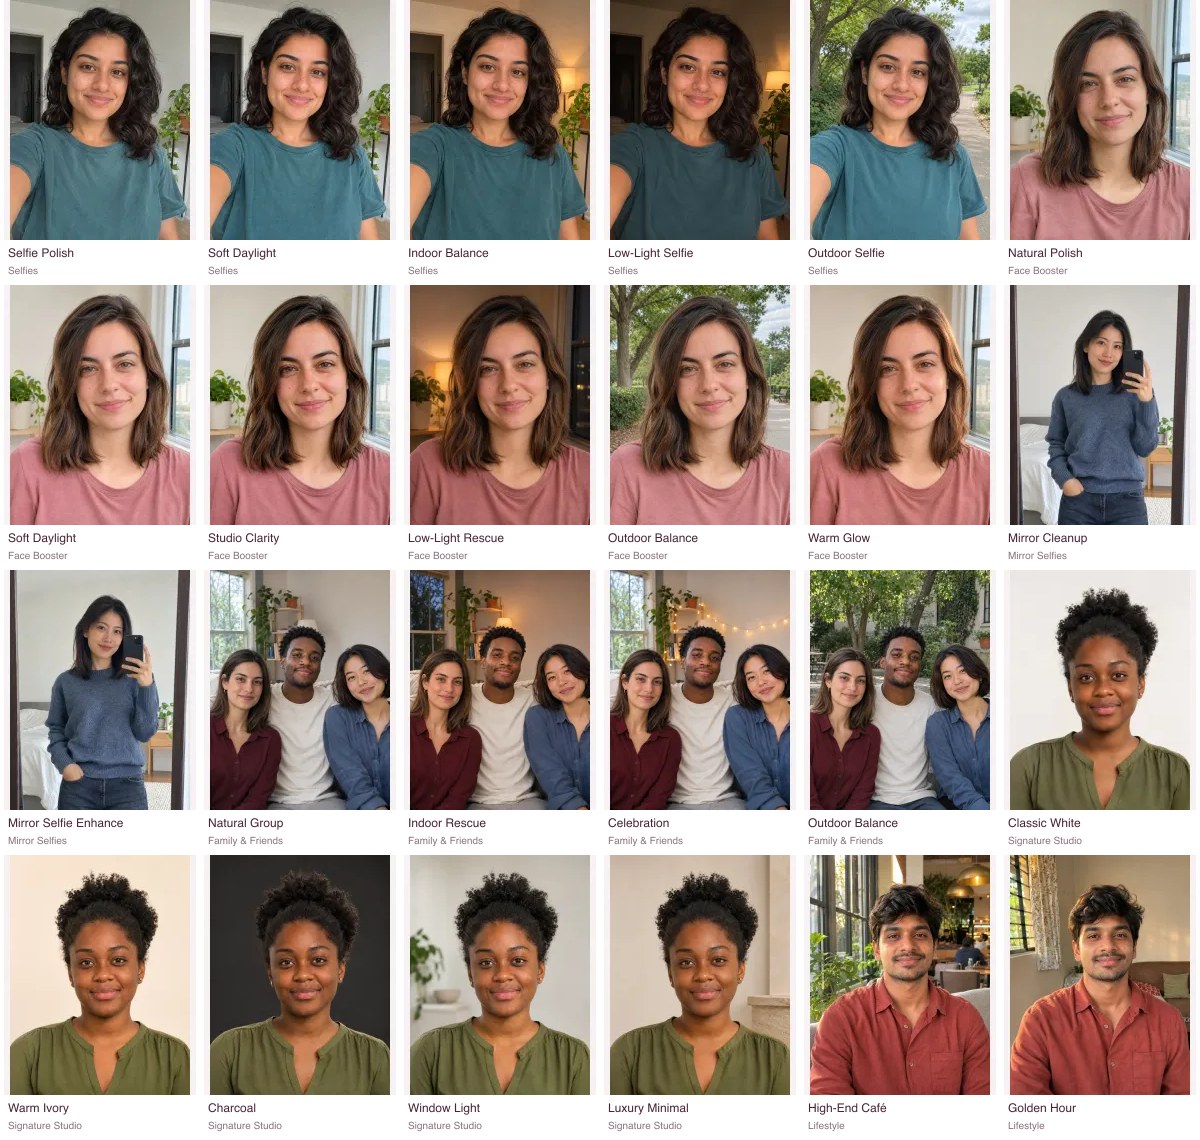 Selfie Polish
Selfies
Soft Daylight
Selfies
Indoor Balance
Selfies
Low-Light Selfie
Selfies
Outdoor Selfie
Selfies
Natural Polish
Face Booster
Soft Daylight
Face Booster
Studio Clarity
Face Booster
Low-Light Rescue
Face Booster
Outdoor Balance
Face Booster
Warm Glow
Face Booster
Mirror Cleanup
Mirror Selfies
Mirror Selfie Enhance
Mirror Selfies
Natural Group
Family & Friends
Indoor Rescue
Family & Friends
Celebration
Family & Friends
Outdoor Balance
Family & Friends
Classic White
Signature Studio
Warm Ivory
Signature Studio
Charcoal
Signature Studio
Window Light
Signature Studio
Luxury Minimal
Signature Studio
High-End Café
Lifestyle
Golden Hour
Lifestyle